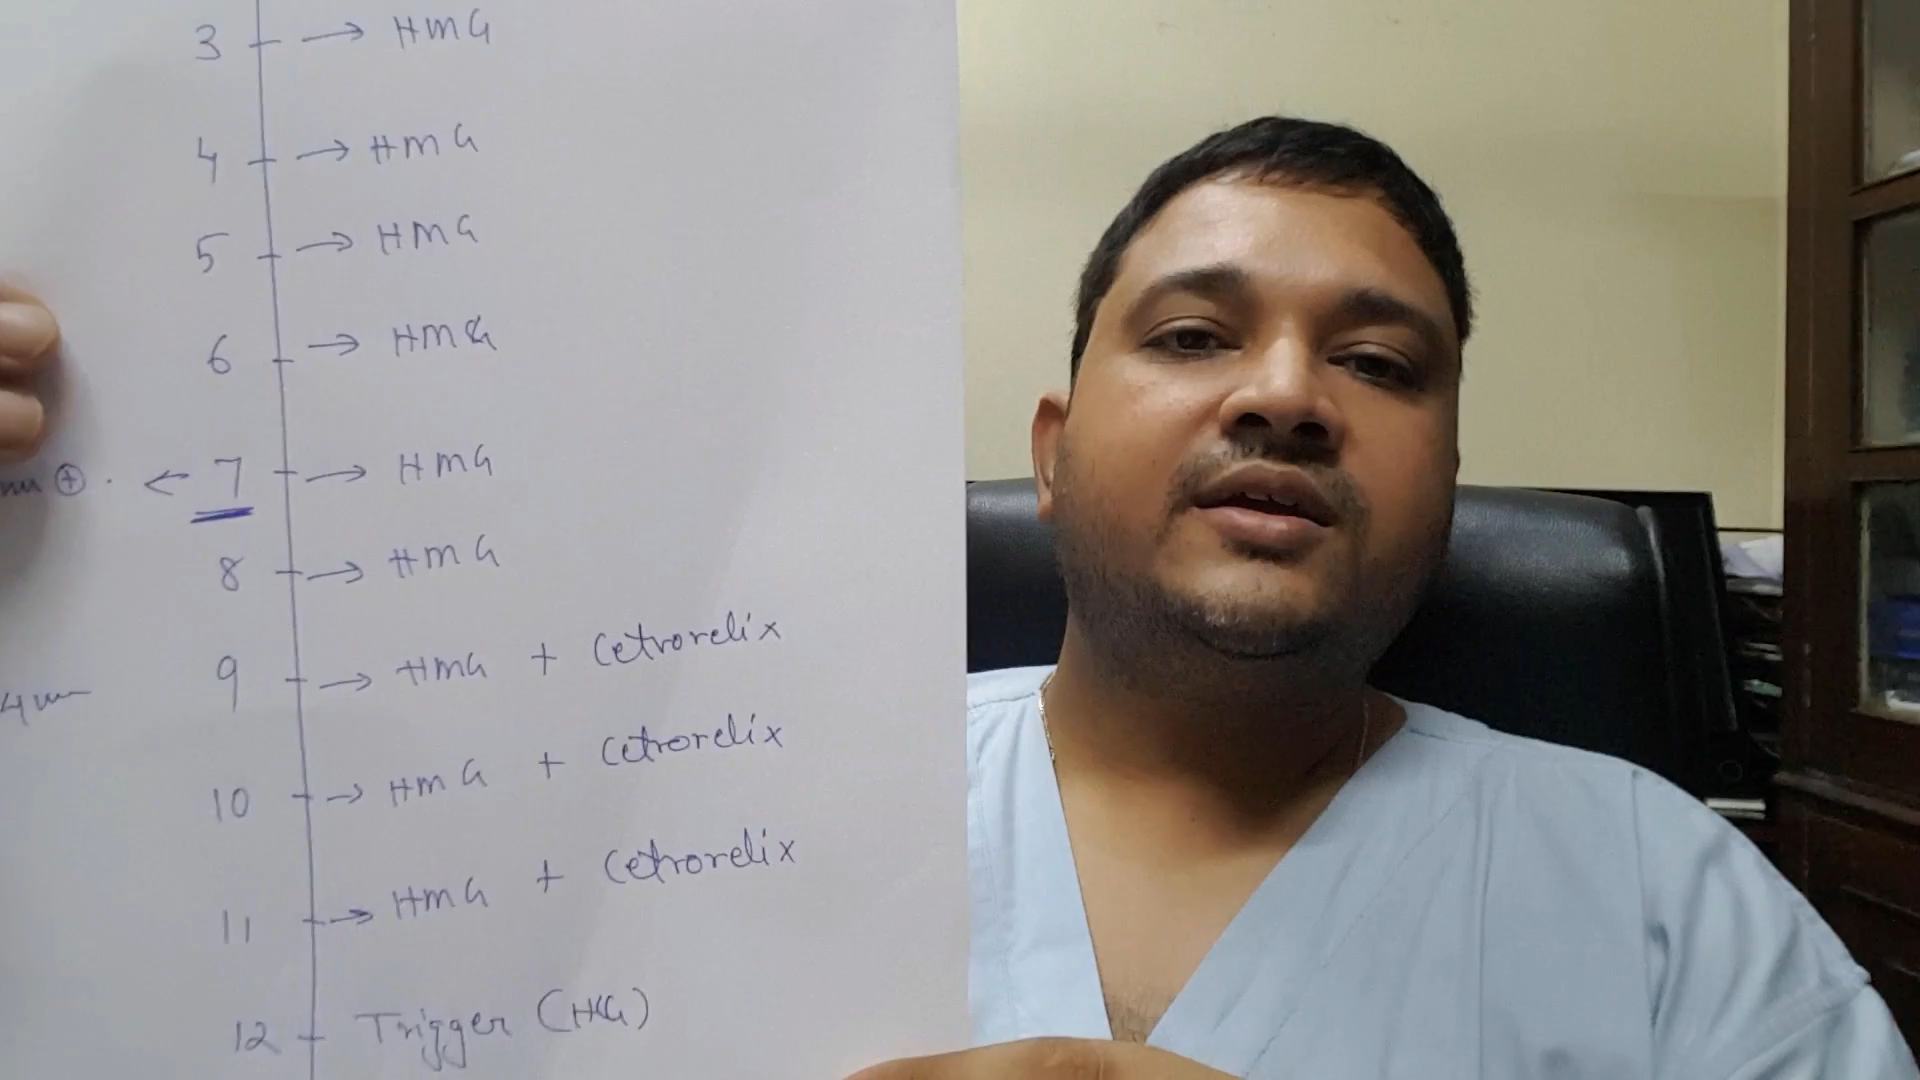 3 → HMG
4 → HMG
5 → HMG
6 → HMG
⊕ . ← 7 → HMG
8 → HMG
9 → HMG + Cetrorelix
10 → HMG + Cetrorelix
11 → HMG + Cetrorelix
12 Trigger (HCG)